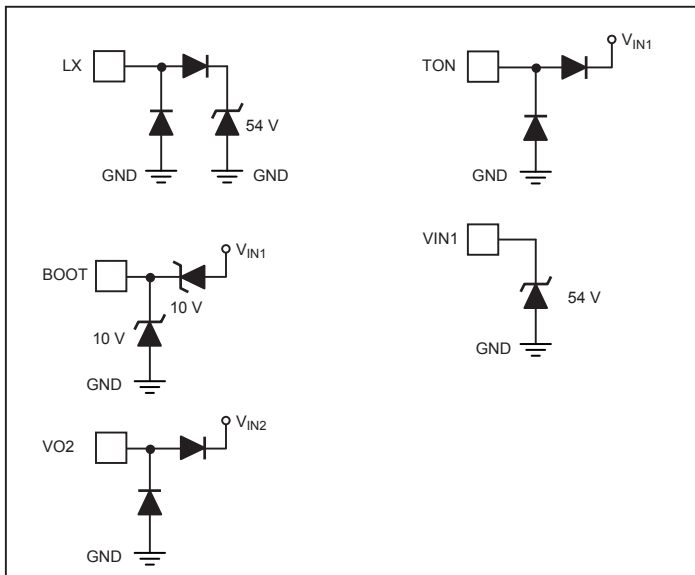 LX
54 V
GND
GND
TON
VIN1
GND
BOOT
VIN1
10 V
10 V
GND
VIN1
54 V
GND
VO2
VIN2
GND